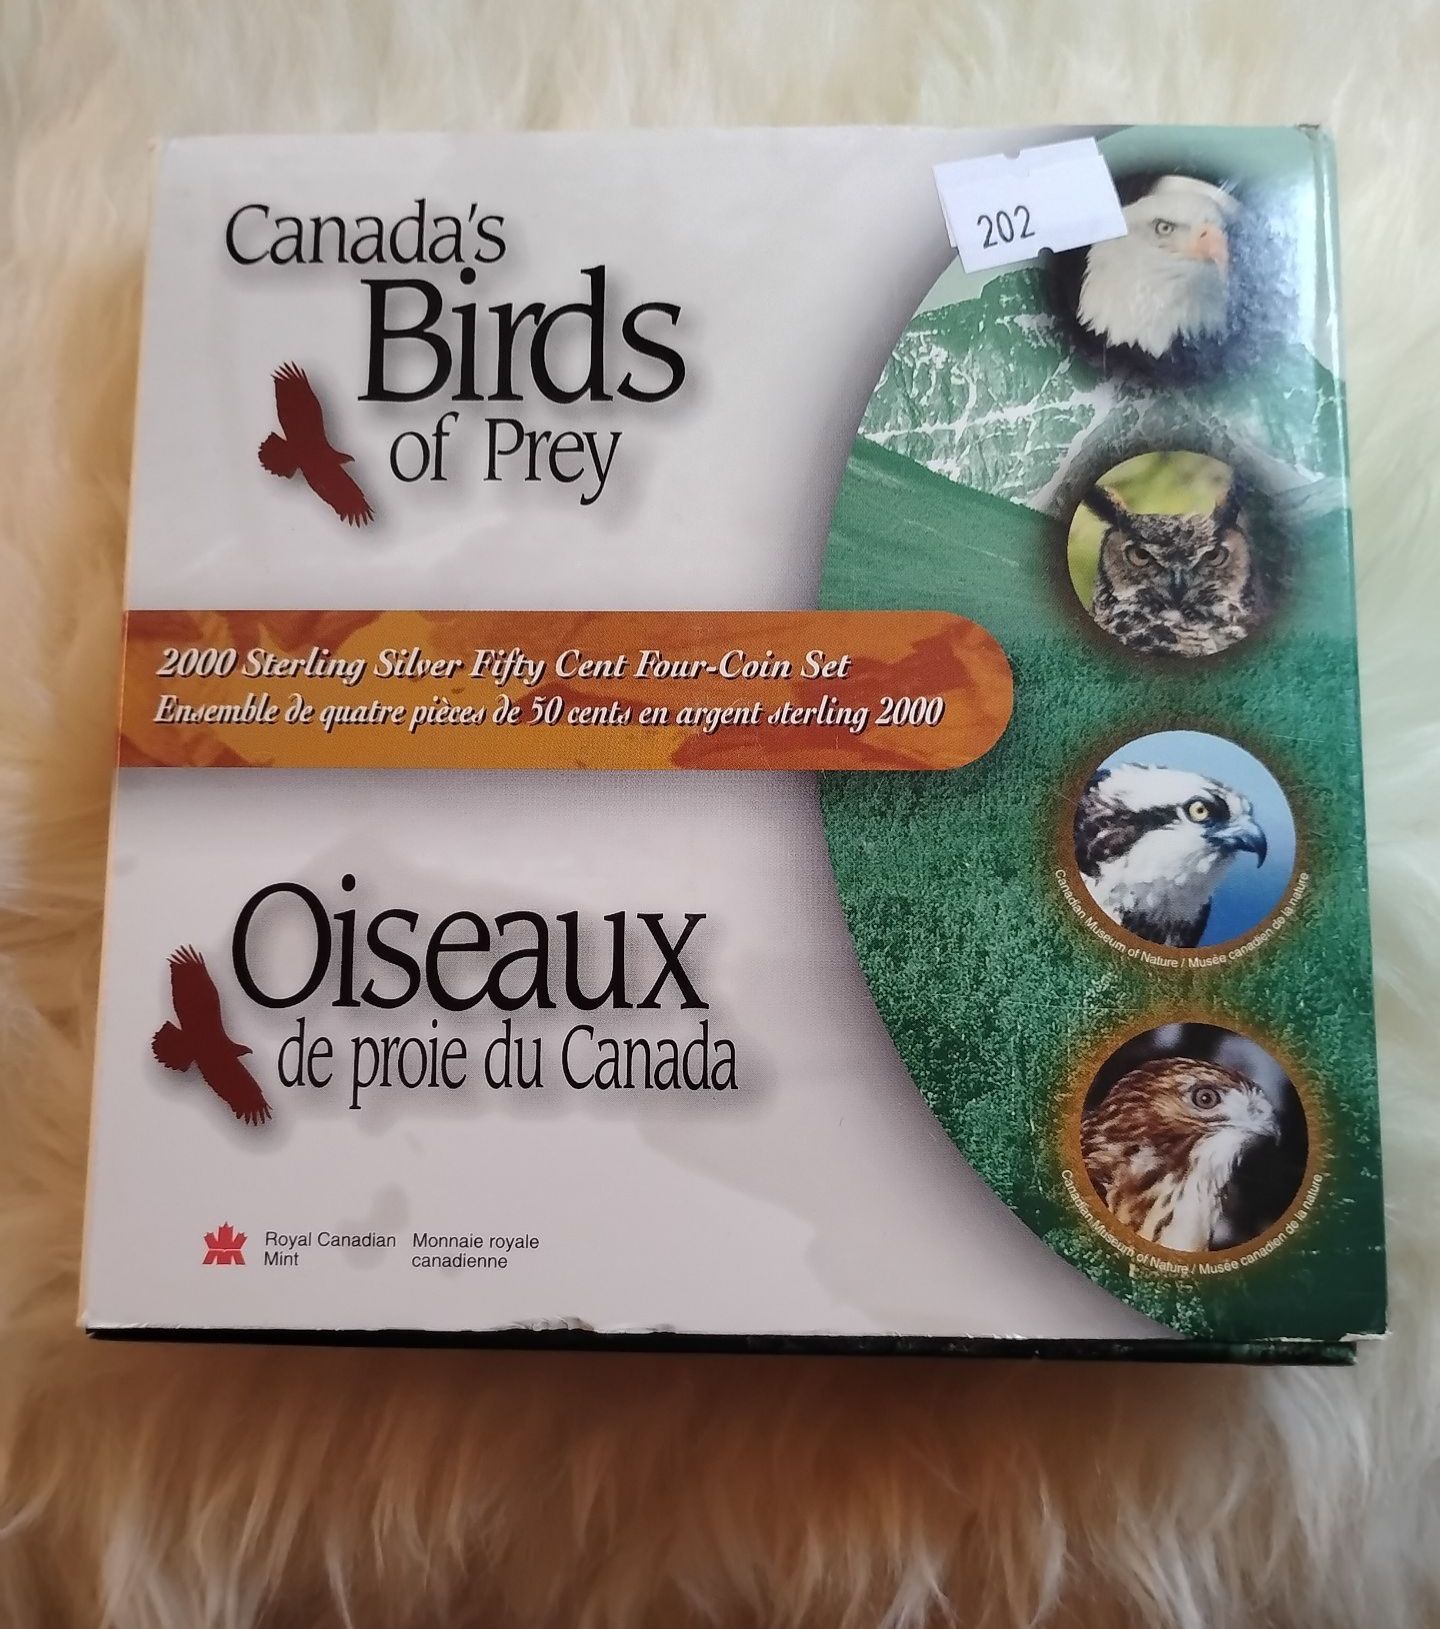 Canada's
Birds
of Prey
202
2000 Sterling Silver Fifty Cent Four-Coin Set
Ensemble de quatre pièces de 50 cents en argent sterling 2000
Oiseaux
de proie du Canada
Canadian Museum of Nature / Musée canadien de la nature
Canadian Museum of Nature / Musée canadien de la nature
Royal Canadian
Mint
Monnaie royale
canadienne